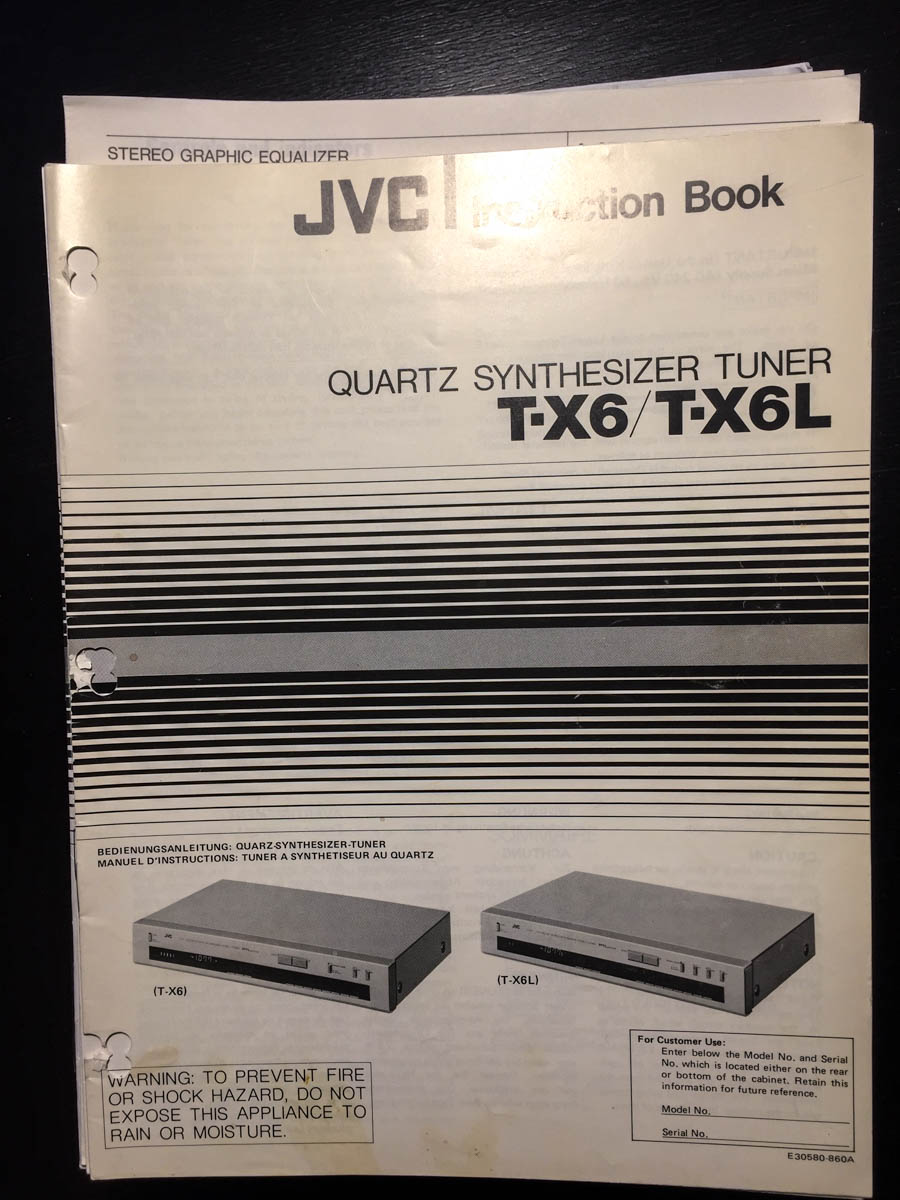 STEREO GRAPHIC EQUALIZER
JVC Instruction Book
QUARTZ SYNTHESIZER TUNER
T-X6/T-X6L
BEDIENUNGSANLEITUNG: QUARZ-SYNTHESIZER-TUNER
MANUEL D'INSTRUCTIONS: TUNER A SYNTHETISEUR AU QUARTZ
JVC
JVC
(T-X6)
(T-X6L)
WARNING: TO PREVENT FIRE
OR SHOCK HAZARD, DO NOT
EXPOSE THIS APPLIANCE TO
RAIN OR MOISTURE.
For Customer Use:
Enter below the Model No. and Serial
No. which is located either on the rear
or bottom of the cabinet. Retain this
information for future reference.
Model No.
Serial No.
E30580-860A